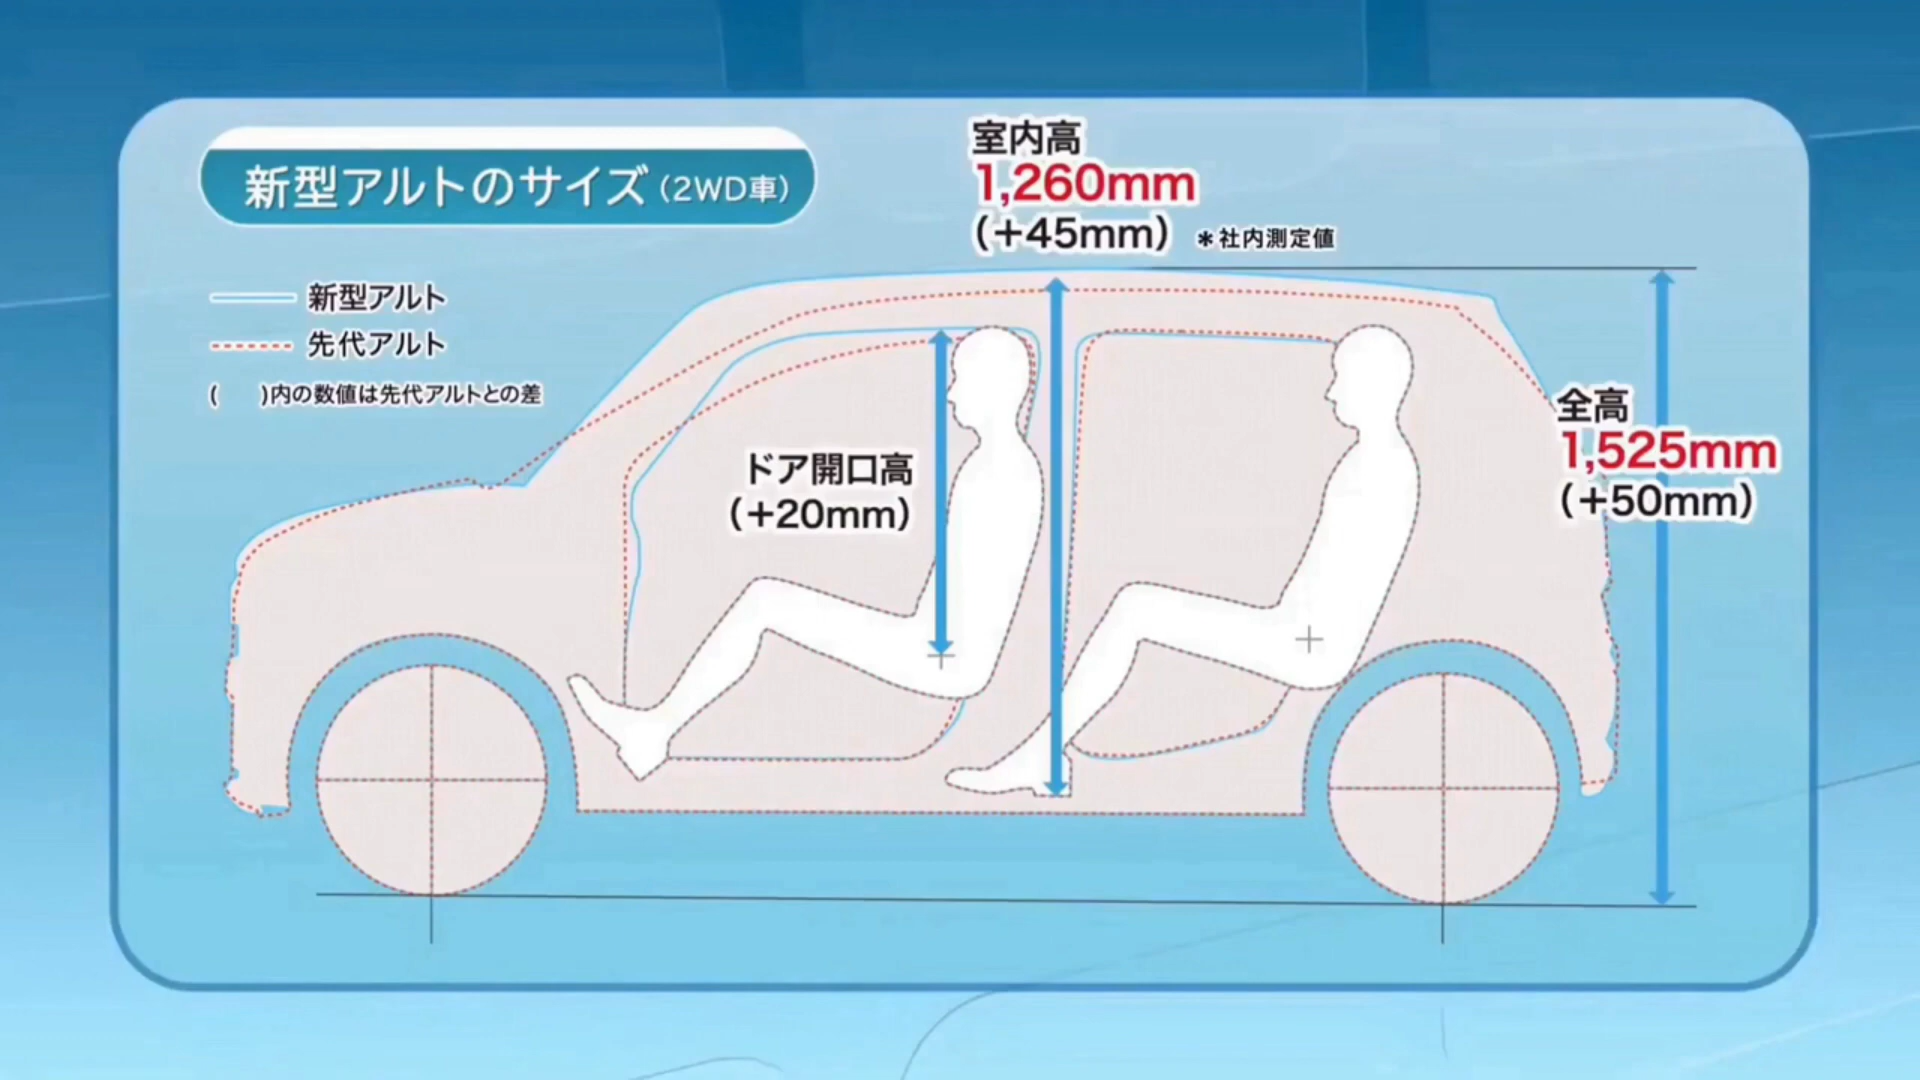 新型アルトのサイズ(2WD車)
室内高
1,260mm
(+45mm) *社内測定値
新型アルト
先代アルト
(　　)内の数値は先代アルトとの差
ドア開口高
(+20mm)
全高
1,525mm
(+50mm)